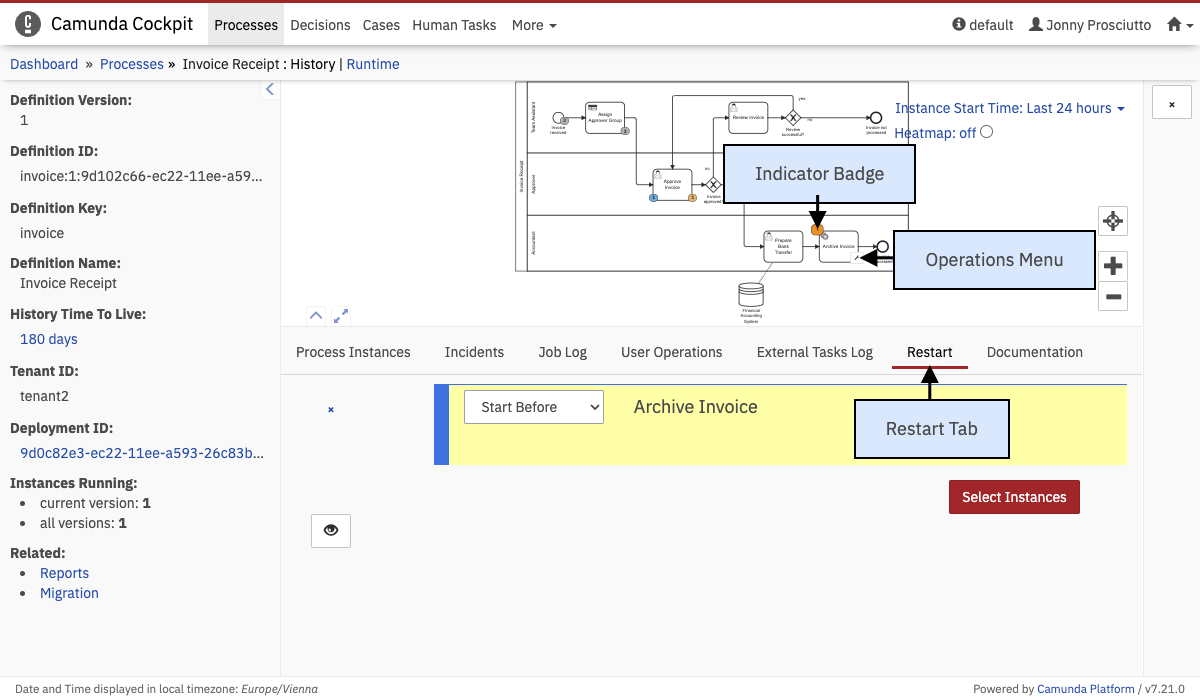 Camunda Cockpit
Processes
Decisions
Cases
Human Tasks
More
default
Jonny Prosciutto
Dashboard » Processes » Invoice Receipt : History | Runtime
Definition Version:
1
Definition ID:
invoice:1:9d102c66-ec22-11ee-a59...
Definition Key:
invoice
Definition Name:
Invoice Receipt
History Time To Live:
180 days
Tenant ID:
tenant2
Deployment ID:
9d0c82e3-ec22-11ee-a593-26c83b...
Instances Running:
current version: 1
all versions: 1
Related:
Reports
Migration
Instance Start Time: Last 24 hours
Heatmap: off
Invoice Receipt
Team Assistant
Approver
Accountant
Invoice
received
Assign
Approver Group
Review Invoice
yes
no
Review
successful?
Invoice not
processed
Approve
Invoice
no
Invoice
approved?
Prepare
Bank
Transfer
Archive Invoice
Financial
Accounting
System
Indicator Badge
Operations Menu
Process Instances
Incidents
Job Log
User Operations
External Tasks Log
Restart
Documentation
Start Before
Archive Invoice
Restart Tab
Select Instances
Date and Time displayed in local timezone: Europe/Vienna
Powered by Camunda Platform / v7.21.0